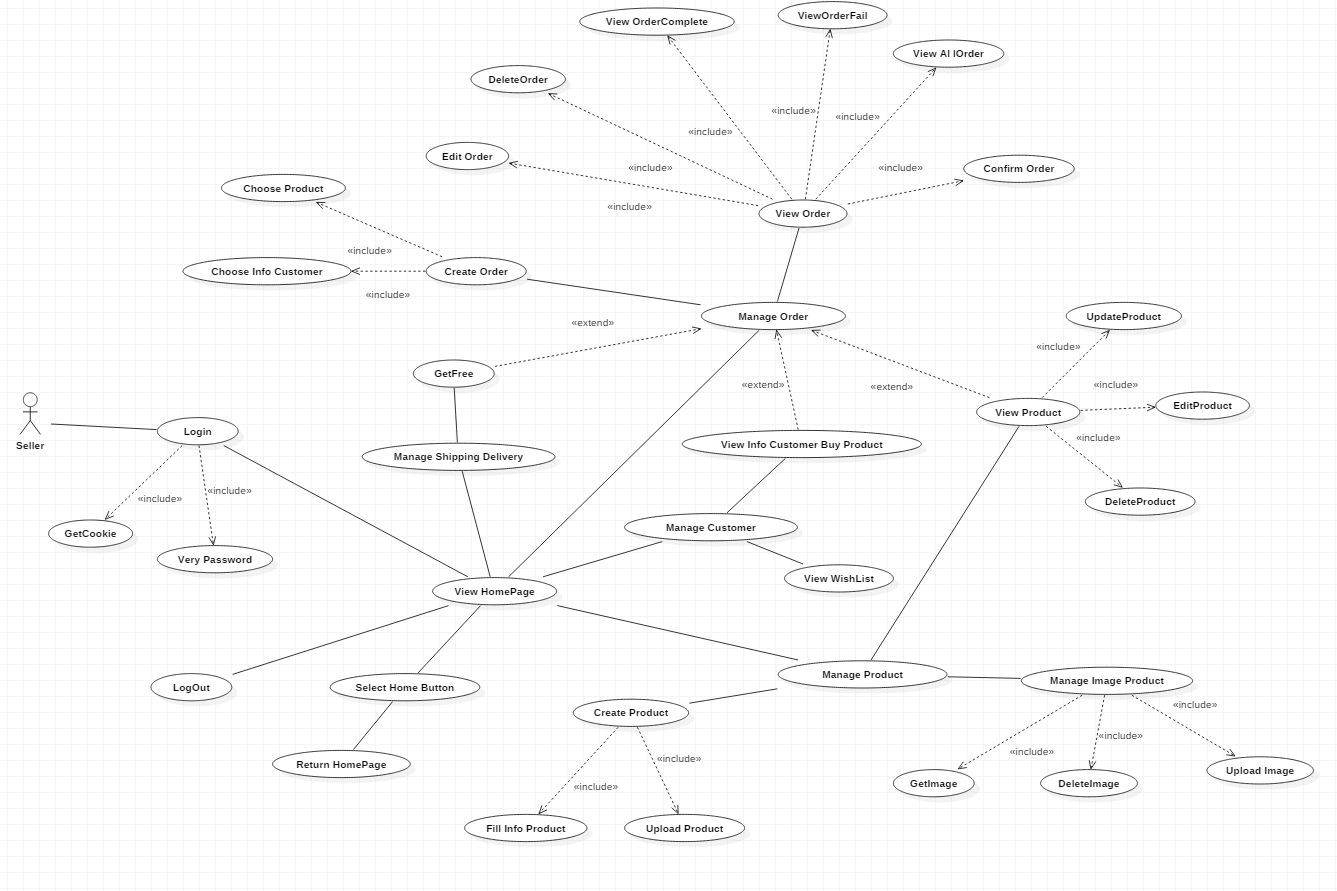 View OrderComplete
ViewOrderFail
View Al lOrder
DeleteOrder
«include»
«include»
«include»
Edit Order
«include»
«include»
Confirm Order
Choose Product
«include»
View Order
«include»
Choose Info Customer
Create Order
«include»
Manage Order
UpdateProduct
«extend»
«include»
GetFree
«extend»
«extend»
«include»
View Product
EditProduct
Seller
Login
«include»
View Info Customer Buy Product
Manage Shipping Delivery
«include»
«include»
DeleteProduct
GetCookie
Manage Customer
Very Password
View WishList
View HomePage
LogOut
Select Home Button
Manage Product
Manage Image Product
Create Product
«include»
«include»
«include»
Return HomePage
«include»
GetImage
DeleteImage
Upload Image
«include»
Fill Info Product
Upload Product